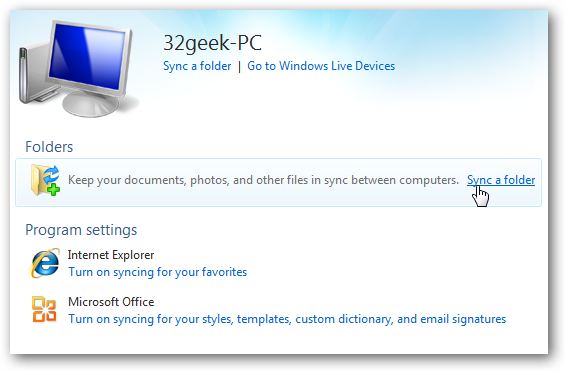 32geek-PC
Sync a folder | Go to Windows Live Devices
Folders
Keep your documents, photos, and other files in sync between computers. Sync a folder
Program settings
Internet Explorer
Turn on syncing for your favorites
Microsoft Office
Turn on syncing for your styles, templates, custom dictionary, and email signatures